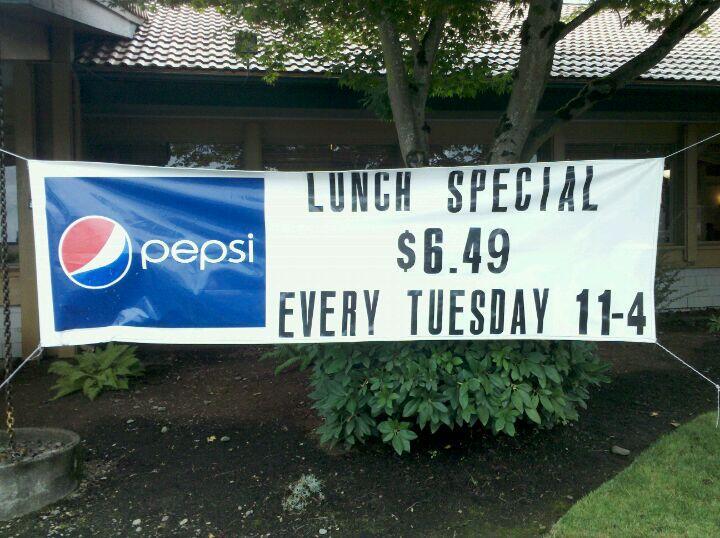 pepsi
LUNCH SPECIAL
$6.49
EVERY TUESDAY 11-4